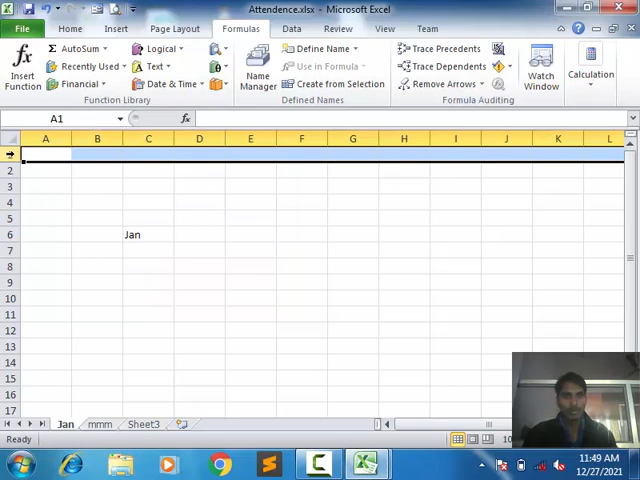 Attendence.xlsx - Microsoft Excel
File Home Insert Page Layout Formulas Data Review View Team
fx Insert Function
Σ AutoSum
Recently Used
Financial
Logical
Text
Date & Time
Function Library
Name Manager
Define Name
Use in Formula
Create from Selection
Defined Names
Trace Precedents
Trace Dependents
Remove Arrows
Formula Auditing
Watch Window
Calculation
A1 fx
A B C D E F G H I J K L
2
3
4
5
6 Jan
7
8
9
10
11
12
13
14
15
16
17
Jan mmm Sheet3
Ready 10
11:49 AM
12/27/2021